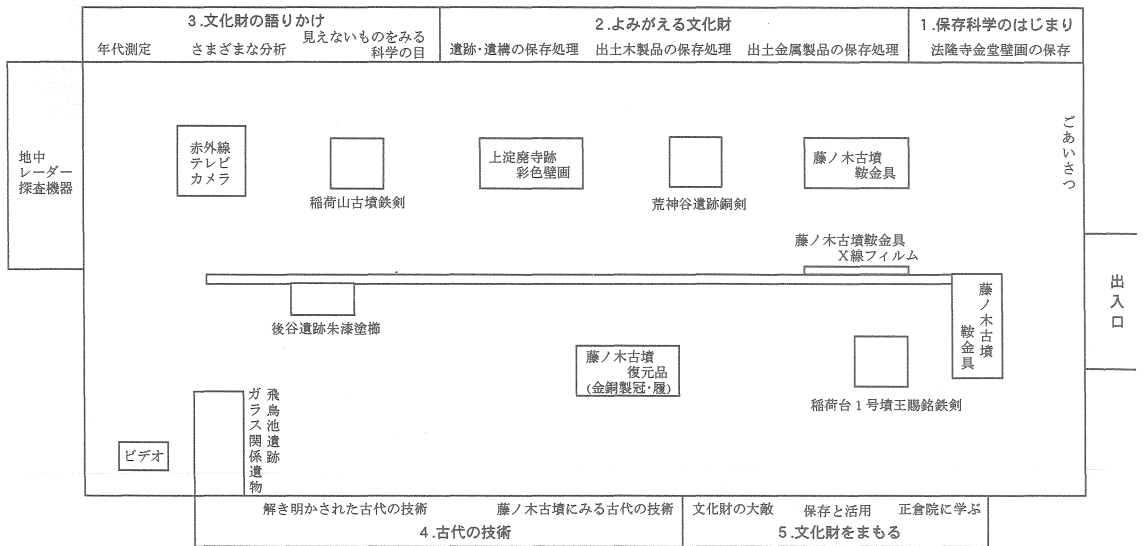 3.文化財の語りかけ
年代測定
さまざまな分析
見えないものをみる
科学の目
2.よみがえる文化財
遺跡・遺構の保存処理
出土木製品の保存処理
出土金属製品の保存処理
1.保存科学のはじまり
法隆寺金堂壁画の保存
地中
レーダー
探査機器
赤外線
テレビ
カメラ
稲荷山古墳鉄剣
上淀廃寺跡
彩色壁画
荒神谷遺跡銅剣
藤ノ木古墳
鞍金具
ごあいさつ
藤ノ木古墳鞍金具
X線フィルム
藤ノ木古墳
鞍金具
出入口
後谷遺跡朱漆塗櫛
藤ノ木古墳
復元品
(金銅製冠・履)
稲荷台1号墳王賜銘鉄剣
飛鳥池遺跡
ガラス関係遺物
ビデオ
解き明かされた古代の技術
藤ノ木古墳にみる古代の技術
4.古代の技術
文化財の大敵
保存と活用
正倉院に学ぶ
5.文化財をまもる